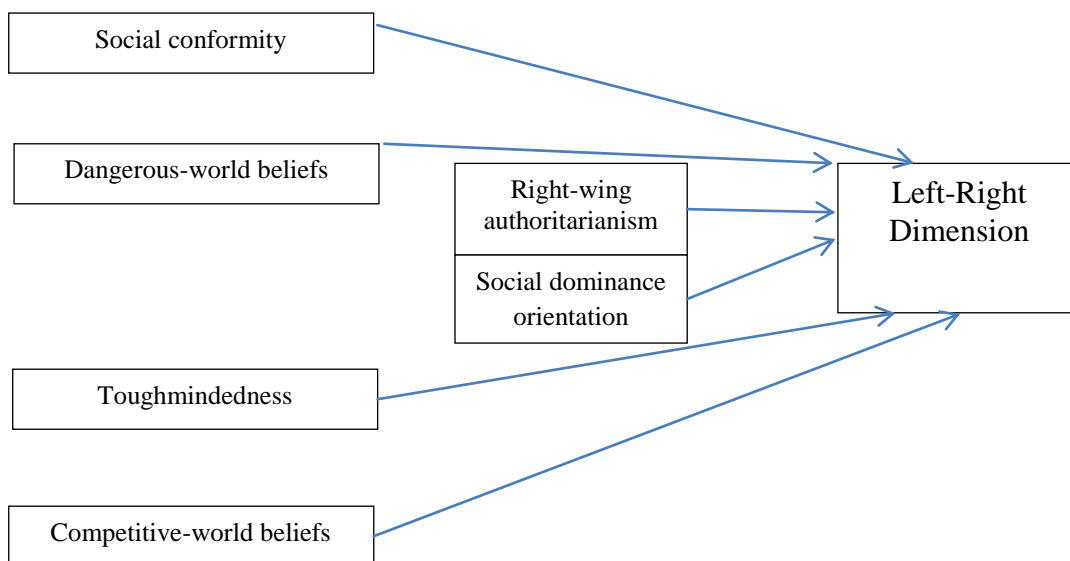 Social conformity
Dangerous-world beliefs
Right-wing
authoritarianism
Social dominance
orientation
Left-Right
Dimension
Toughmindedness
Competitive-world beliefs